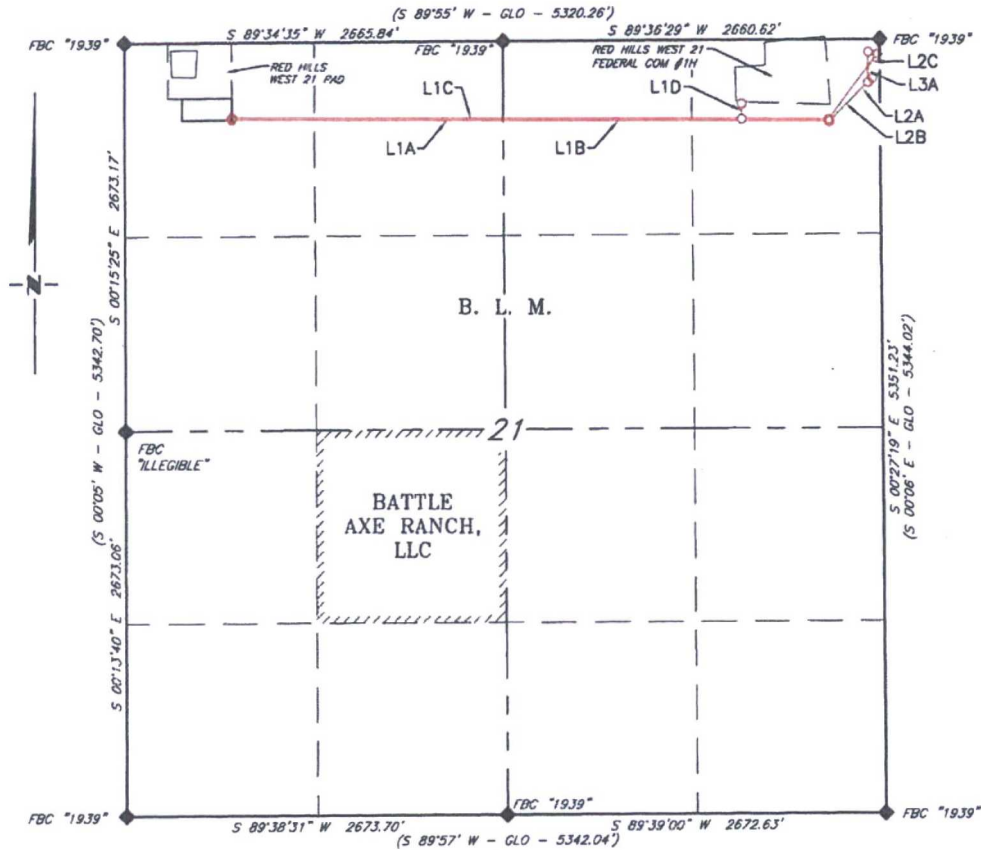 (S 89°55' W - GLO - 5320.26')
S 89°34'35" W 2665.84'
S 89°36'29" W 2660.62'
FBC "1939"
FBC "1939"
FBC "1939"
RED HILLS
WEST 21 PAD
RED HILLS WEST 21
FEDERAL COM #1H
L1C
L1D
L2C
L3A
L2A
L2B
L1A
L1B
S 00°15'25" E 2673.17'
-Z-
B. L. M.
(S 00°05' W - GLO - 5342.70')
S 00°27'19" E 5351.23'
(S 00°06' E - GLO - 5344.02')
21
FBC
"ILLEGIBLE"
BATTLE
AXE RANCH,
LLC
S 00°13'40" E 2673.06'
FBC "1939"
FBC "1939"
FBC "1939"
S 89°38'31" W 2673.70'
S 89°39'00" W 2672.63'
(S 89°57' W - GLO - 5342.04')